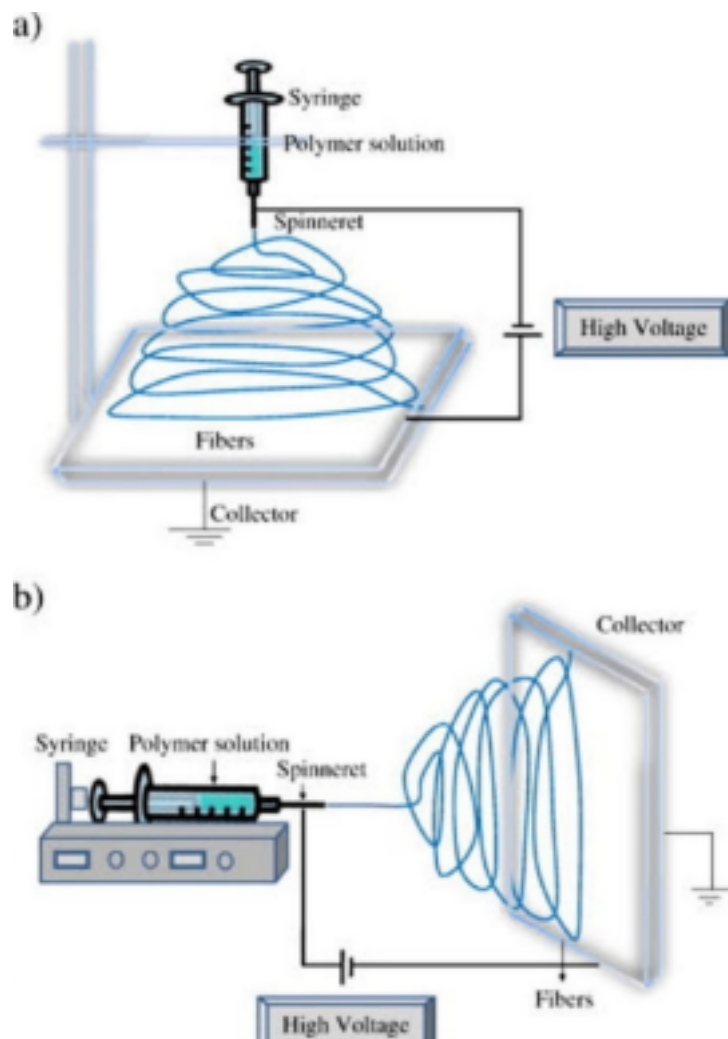 a)
Syringe
Polymer solution
Spinneret
High Voltage
Fibers
Collector
b)
Collector
Syringe
Polymer solution
Spinneret
Fibers
High Voltage